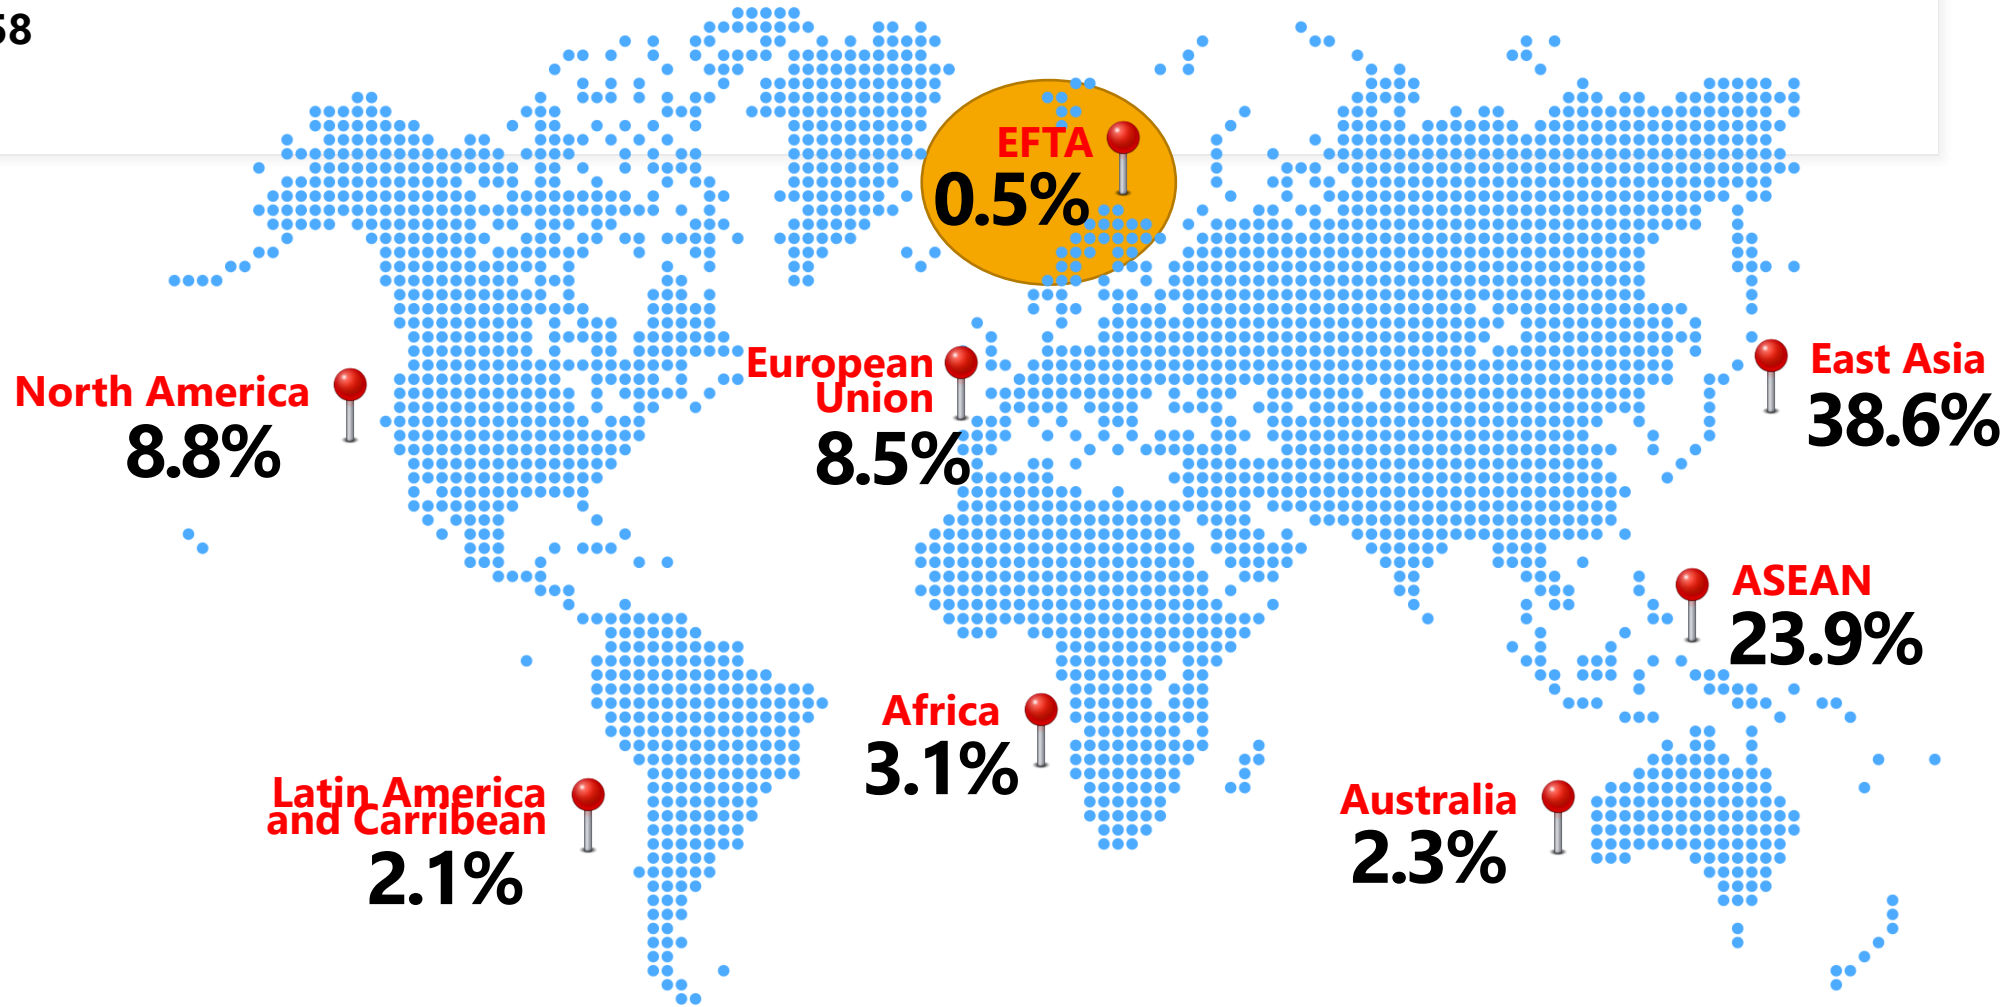 EFTA
0.5%
North America
8.8%
European
Union
8.5%
East Asia
38.6%
ASEAN
23.9%
Africa
3.1%
Latin America
and Carribean
2.1%
Australia
2.3%